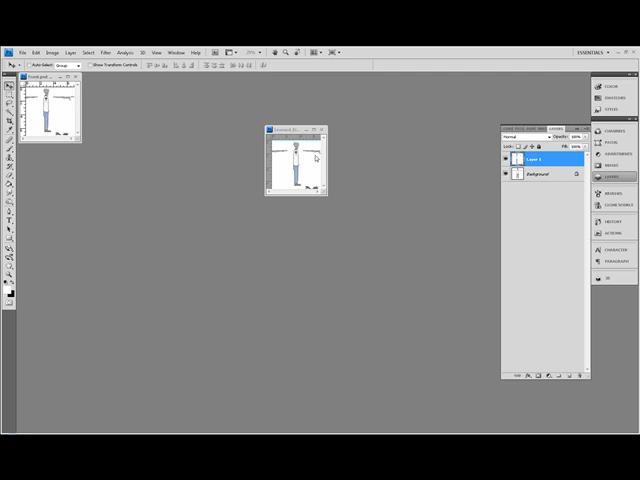 Ps File Edit Image Layer Select Filter Analysis 3D View Window Help
ESSENTIALS
Auto-Select: Group Show Transform Controls
COLOR
SWATCHES
STYLES
CHANNELS
PATHS
ADJUSTMENTS
MASKS
LAYERS
BRUSHES
CLONE SOURCE
HISTORY
ACTIONS
CHARACTER
PARAGRAPH
3D
LAYERS
Normal Opacity: 100%
Lock: Fill: 100%
Layer 1
Background